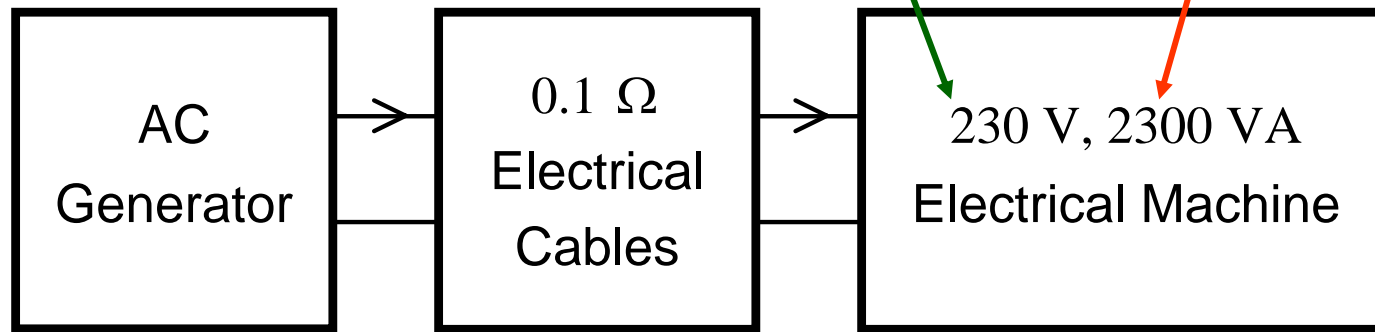 AC
Generator
0.1 Ω
Electrical
Cables
230 V, 2300 VA
Electrical Machine